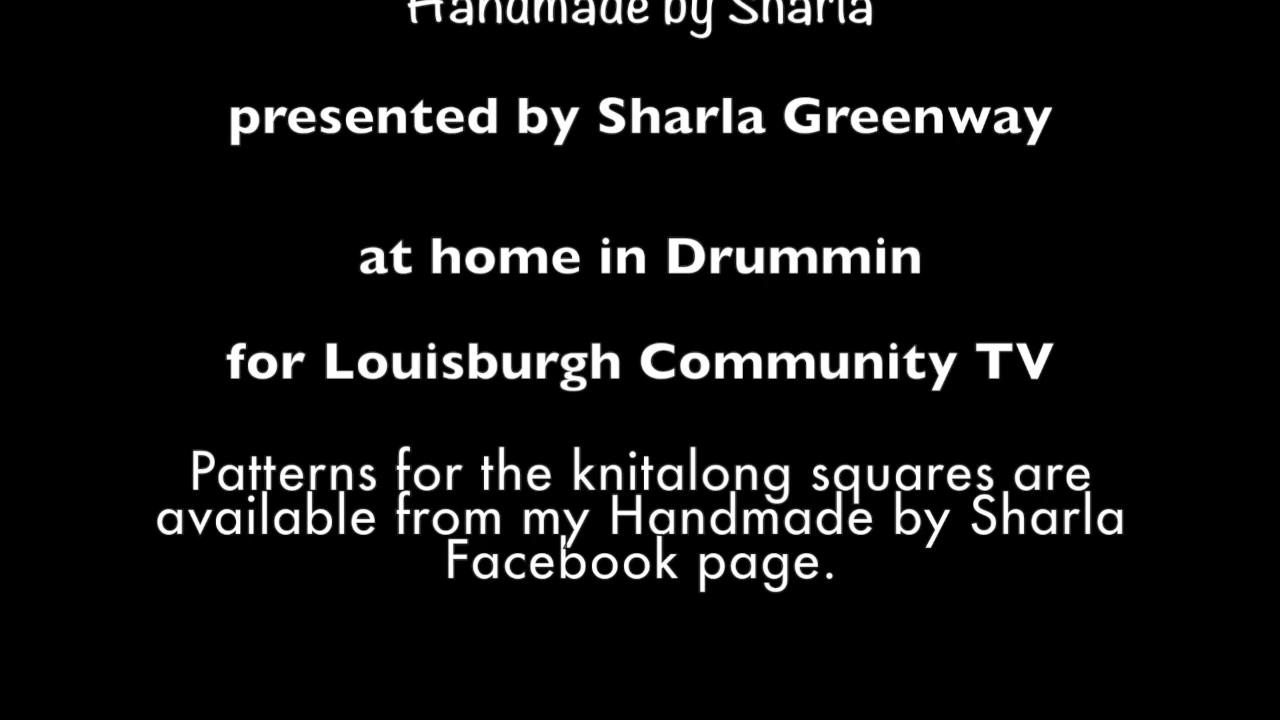 Handmade by Sharla
presented by Sharla Greenway
at home in Drummin
for Louisburgh Community TV
Patterns for the knitalong squares are
available from my Handmade by Sharla
Facebook page.